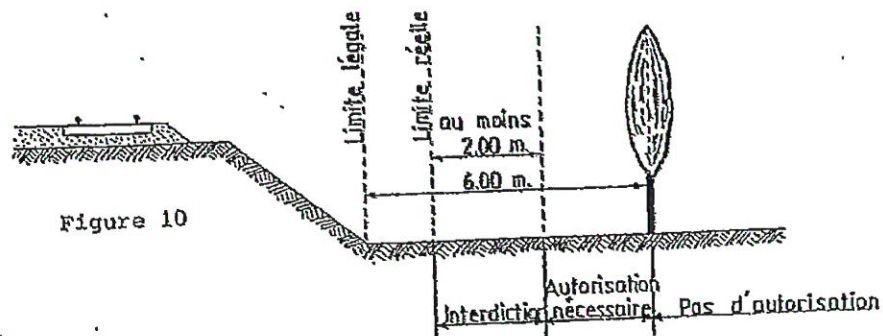 Limite légale
Limite réelle
au moins
2.00 m.
6.00 m.
Figure 10
Autorisation
Interdiction nécessaire Pas d'autorisation